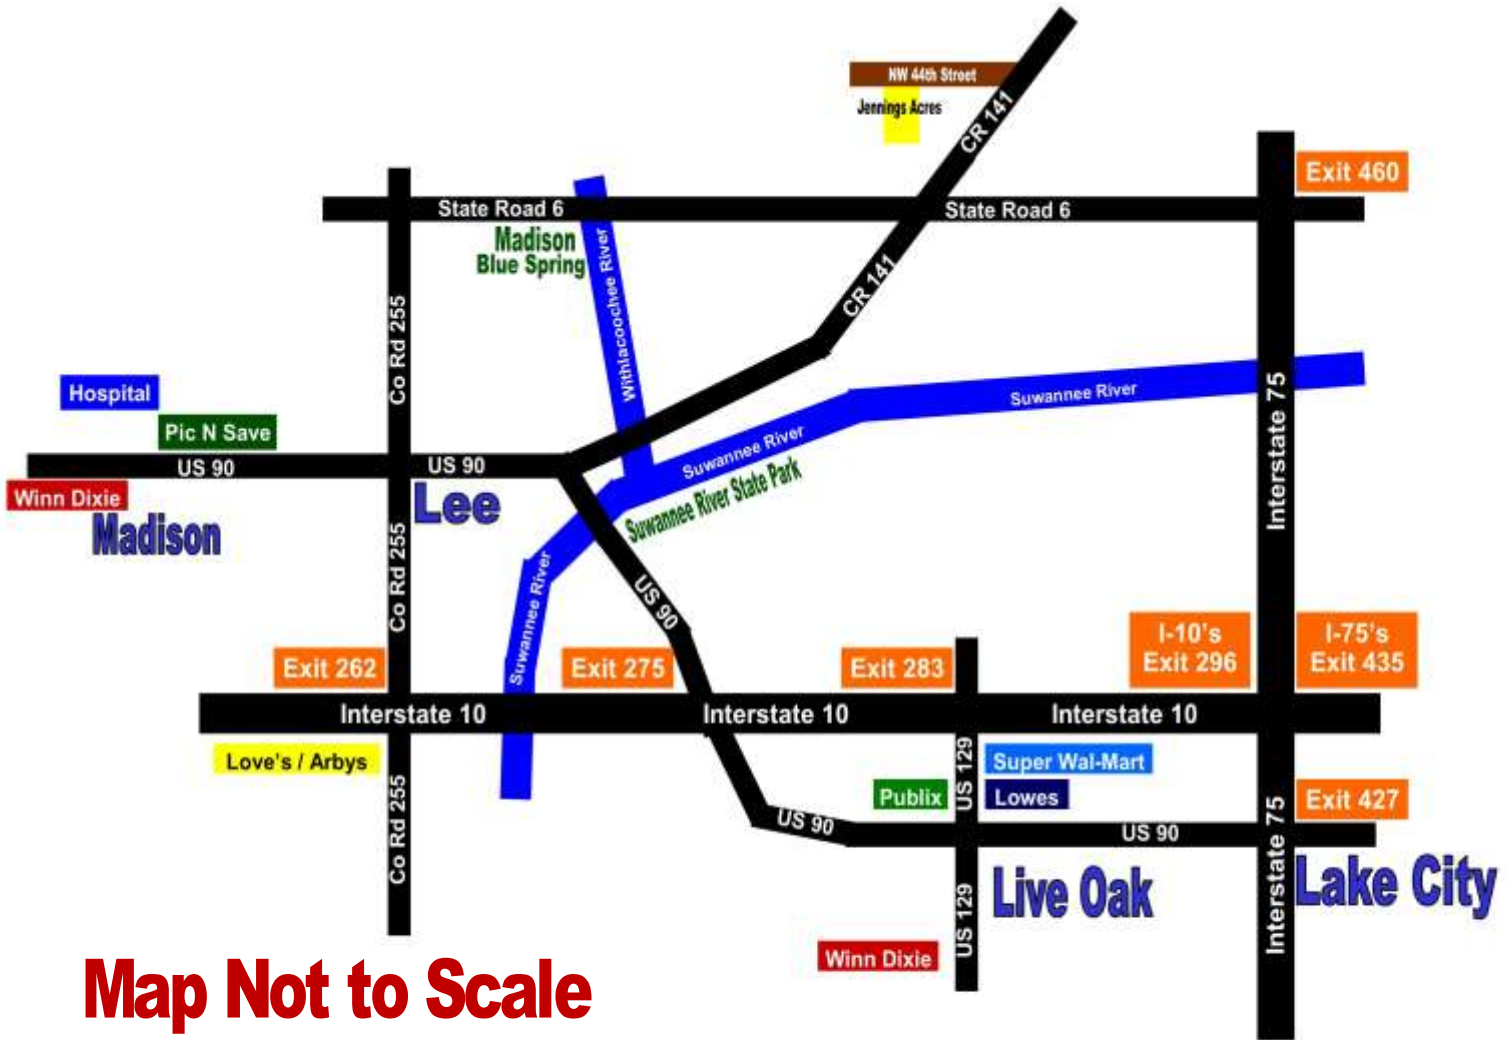 NW 44th Street
Jennings Acres
CR 141
Exit 460
State Road 6
State Road 6
Madison
Blue Spring
Withlacoochee River
CR 141
Co Rd 255
Hospital
Pic N Save
US 90
US 90
Winn Dixie
Madison
Lee
Suwannee River
Suwannee River
Suwannee River State Park
Interstate 75
Co Rd 255
Suwannee River
US 90
Exit 262
Exit 275
Exit 283
I-10's
Exit 296
I-75's
Exit 435
Interstate 10
Interstate 10
Interstate 10
Love's / Arbys
Co Rd 255
US 129
Super Wal-Mart
Publix
Lowes
Exit 427
US 90
US 90
Interstate 75
Live Oak
Lake City
US 129
Winn Dixie
Map Not to Scale